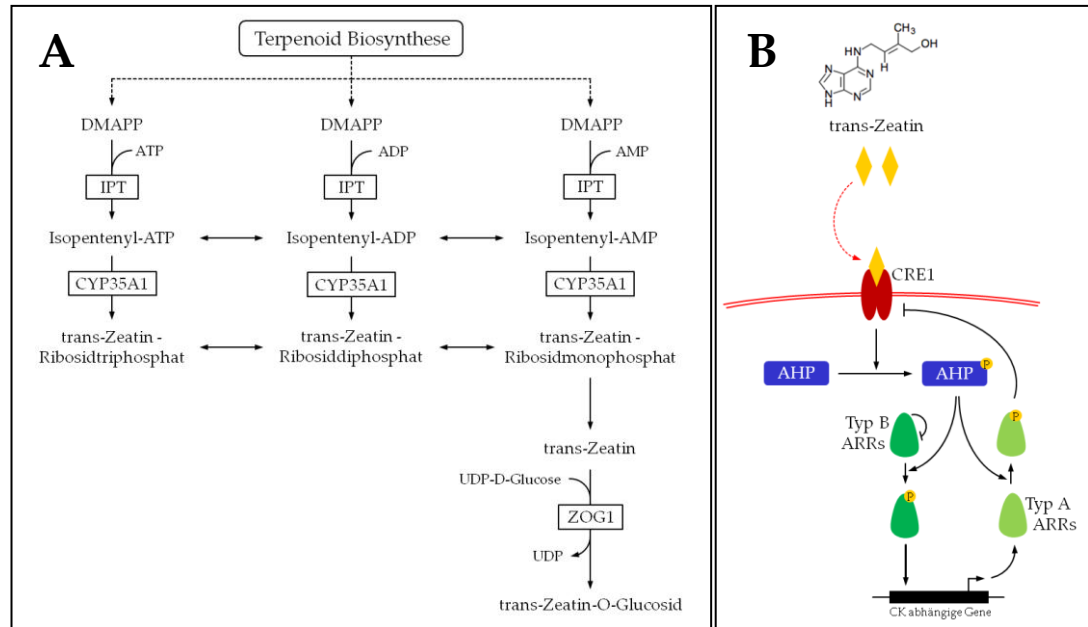 A
Terpenoid Biosynthese
DMAPP
DMAPP
DMAPP
ATP
ADP
AMP
IPT
IPT
IPT
Isopentenyl-ATP
Isopentenyl-ADP
Isopentenyl-AMP
CYP35A1
CYP35A1
CYP35A1
trans-Zeatin -
Ribosidtriphosphat
trans-Zeatin -
Ribosiddiphosphat
trans-Zeatin -
Ribosidmonophosphat
trans-Zeatin
UDP-D-Glucose
ZOG1
UDP
trans-Zeatin-O-Glucosid
B
CH3
HN
OH
H
N
N
N
N
H
trans-Zeatin
CRE1
AHP
AHP
P
Typ B
ARRs
P
P
Typ A
ARRs
CK abhängige Gene